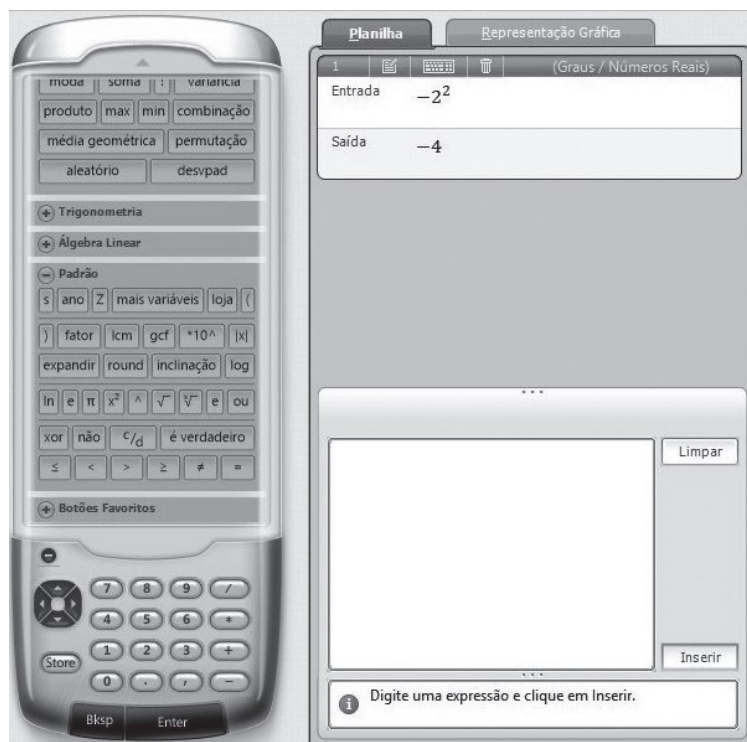 moda soma ! variância
produto max min combinação
média geométrica permutação
aleatório desvpad
Trigonometria
Álgebra Linear
Padrão
s ano Z mais variáveis loja (
) fator lcm gcf *10^ |x|
expandir round inclinação log
ln e π x² ^ √ ∛ e ou
xor não c/d é verdadeiro
≤ < > ≥ ≠ =
Botões Favoritos
7 8 9 /
4 5 6 *
Store 1 2 3 +
0 . , −
Bksp Enter
Planilha Representação Gráfica
1 (Graus / Números Reais)
Entrada −2²
Saída −4
Limpar
Inserir
Digite uma expressão e clique em Inserir.